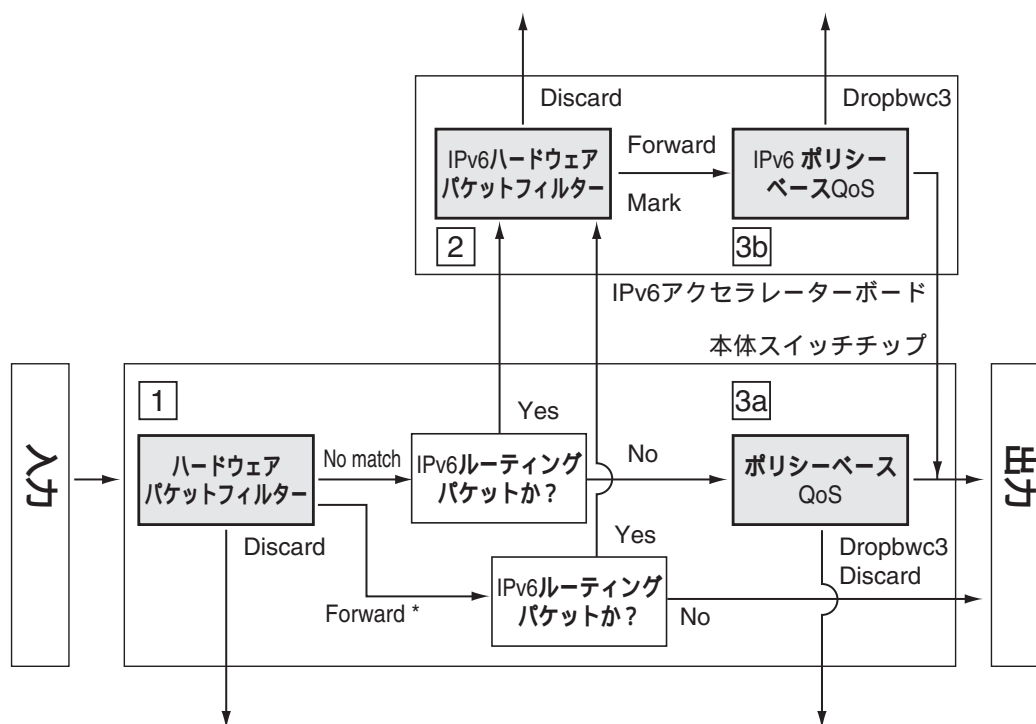 Discard
Dropbwc3
IPv6ハードウェア
パケットフィルター
Forward
Mark
IPv6 ポリシー
ベースQoS
2
3b
IPv6アクセラレーターボード
本体スイッチチップ
入力
1
ハードウェア
パケットフィルター
No match
Discard
Forward *
Yes
IPv6ルーティング
パケットか？
No
Yes
IPv6ルーティング
パケットか？
No
3a
ポリシーベース
QoS
Dropbwc3
Discard
出力